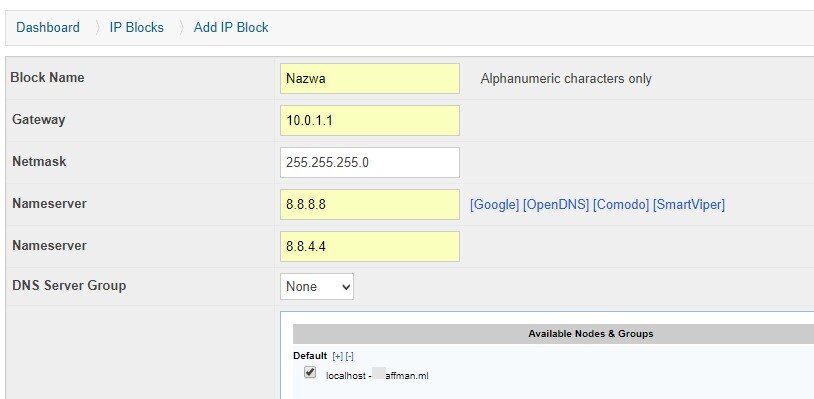 Dashboard IP Blocks Add IP Block
Block Name Nazwa Alphanumeric characters only
Gateway 10.0.1.1
Netmask 255.255.255.0
Nameserver 8.8.8.8 [Google] [OpenDNS] [Comodo] [SmartViper]
Nameserver 8.8.4.4
DNS Server Group None
Available Nodes & Groups
Default [+] [-]
localhost - affman.ml